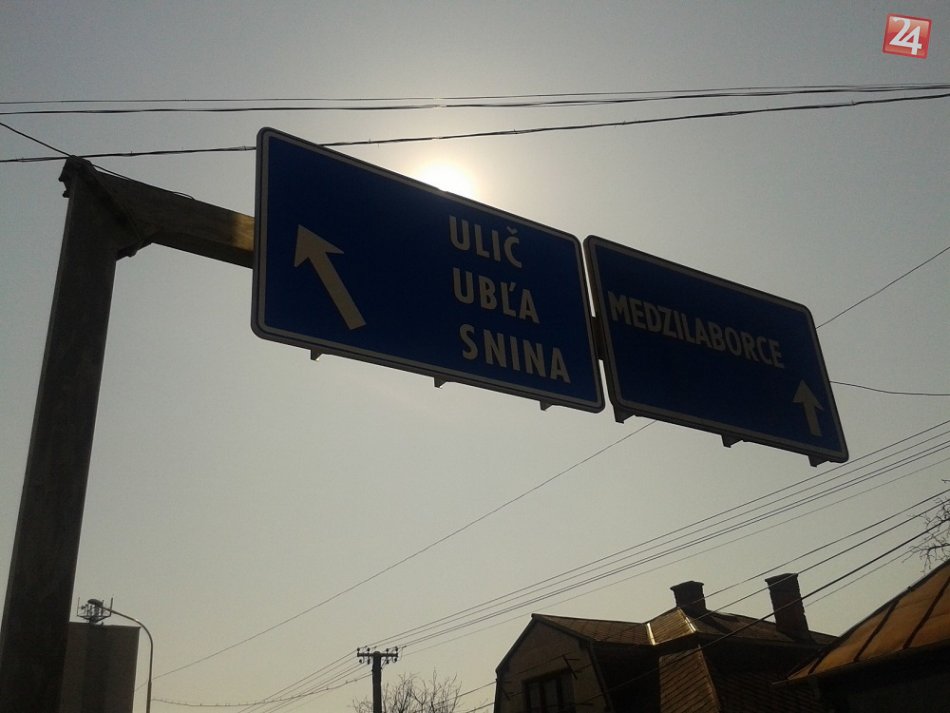 24
ULIČ
UBĽA
SNINA
MEDZILABORCE